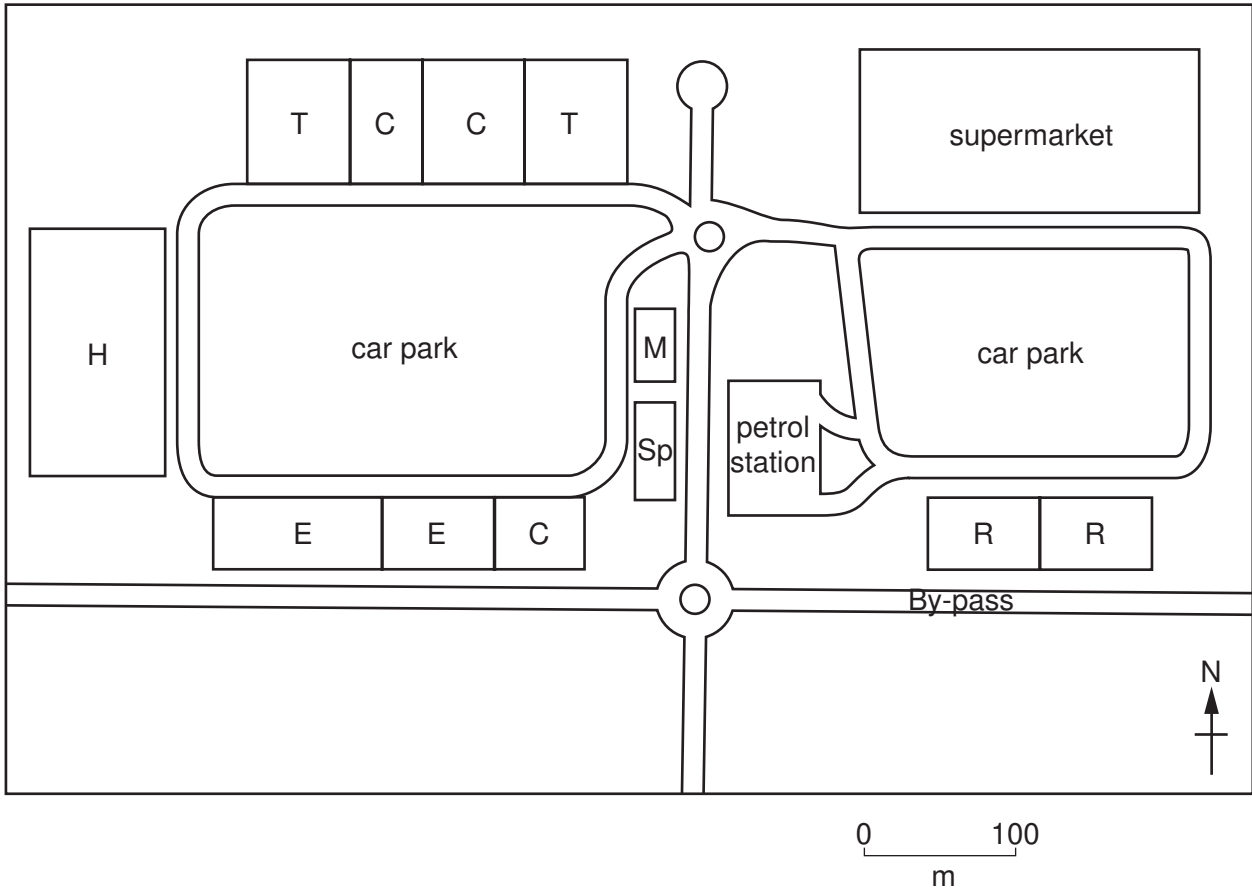 T C C T
supermarket
H
car park
M
car park
petrol
station
Sp
E E C
R R
By-pass
N
0 100
m